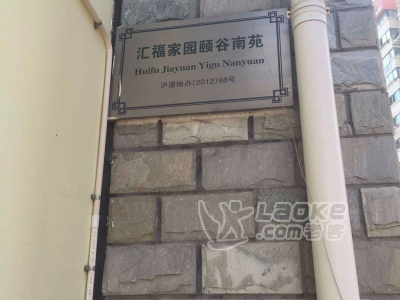 汇福家园颐谷南苑
Huifu Jiayuan Yigu Nanyuan
沪浦地办(2012)98号
Laoke
.com老客